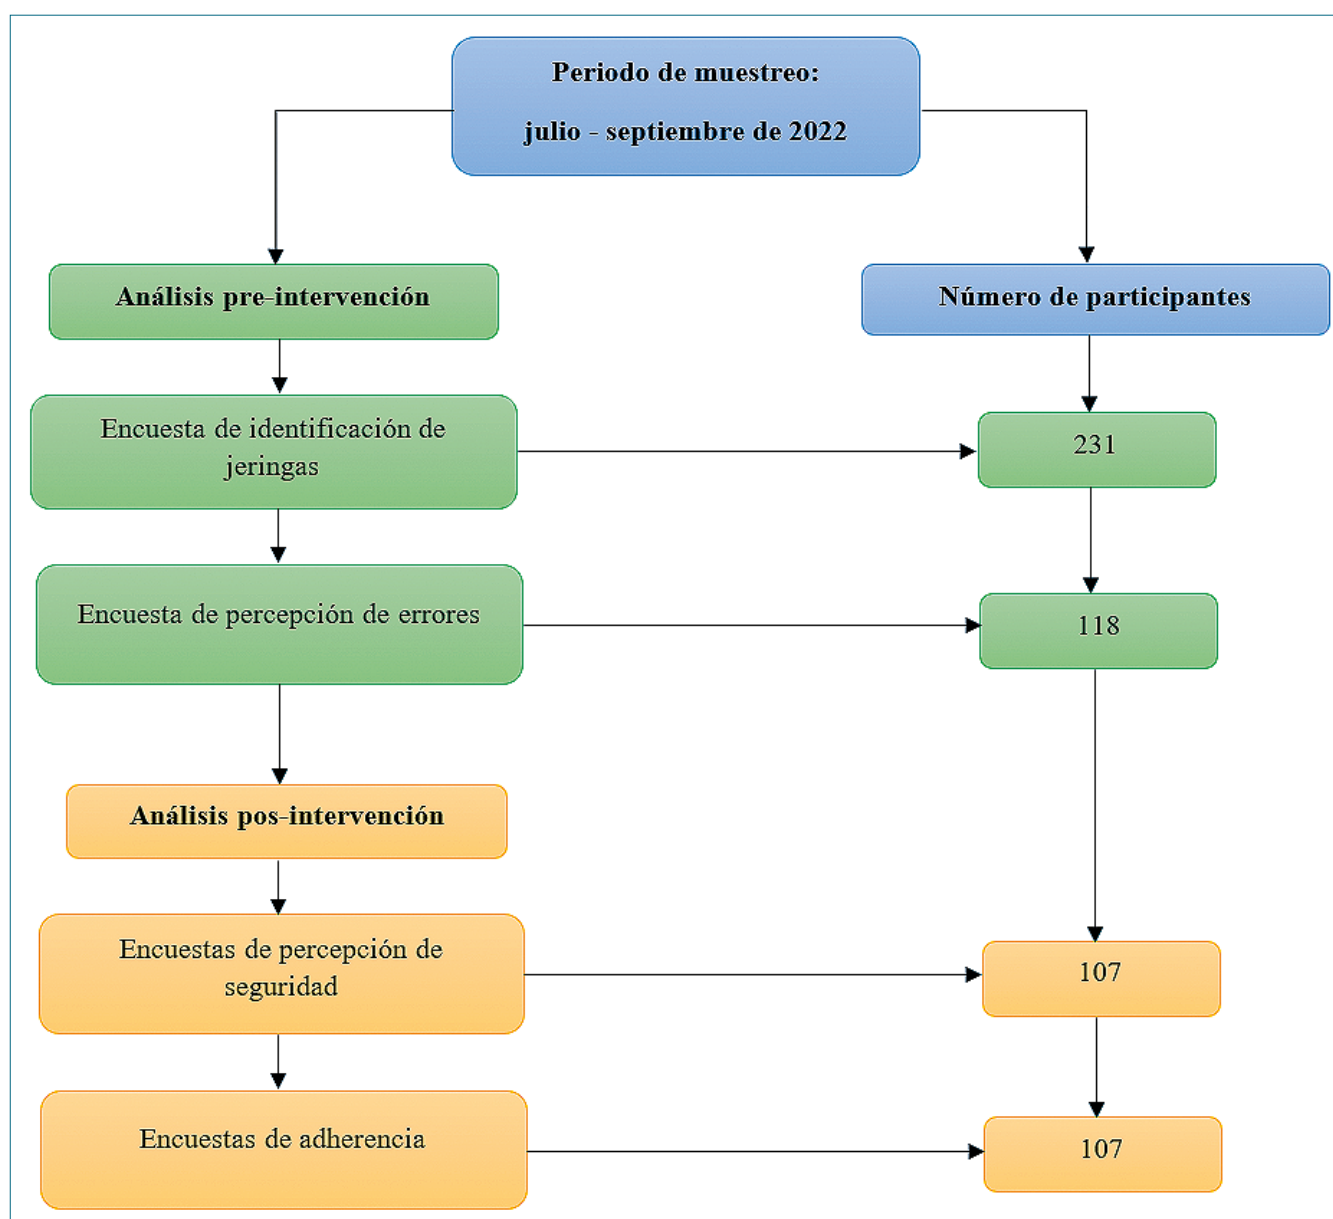 Periodo de muestreo:
julio - septiembre de 2022
Análisis pre-intervención
Número de participantes
Encuesta de identificación de
jeringas
231
Encuesta de percepción de errores
118
Análisis pos-intervención
Encuestas de percepción de
seguridad
107
Encuestas de adherencia
107